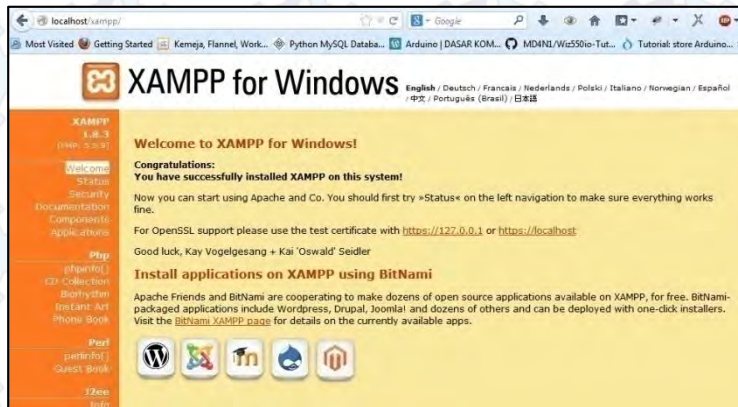 localhost/xampp/
Google
Most Visited Getting Started Kemeja, Flannel, Work... Python MySQL Databa... Arduino | DASAR KOM... MD4N1/Wiz550io-Tut... Tutorial: store Arduino...
XAMPP for Windows
English / Deutsch / Francais / Nederlands / Polski / Italiano / Norwegian / Español
/ 中文 / Português (Brasil) / 日本語
XAMPP
1.8.3
Welcome
Status
Security
Documentation
Components
Applications
Php
phpinfo()
CD Collection
Biorhythm
Instant Art
Phone Book
Perl
perlinfo()
Guest Book
J2ee
Info
Welcome to XAMPP for Windows!
Congratulations:
You have successfully installed XAMPP on this system!
Now you can start using Apache and Co. You should first try »Status« on the left navigation to make sure everything works
fine.
For OpenSSL support please use the test certificate with https://127.0.0.1 or https://localhost
Good luck, Kay Vogelgesang + Kai 'Oswald' Seidler
Install applications on XAMPP using BitNami
Apache Friends and BitNami are cooperating to make dozens of open source applications available on XAMPP, for free. BitNami-
packaged applications include Wordpress, Drupal, Joomla! and dozens of others and can be deployed with one-click installers.
Visit the BitNami XAMPP page for details on the currently available apps.